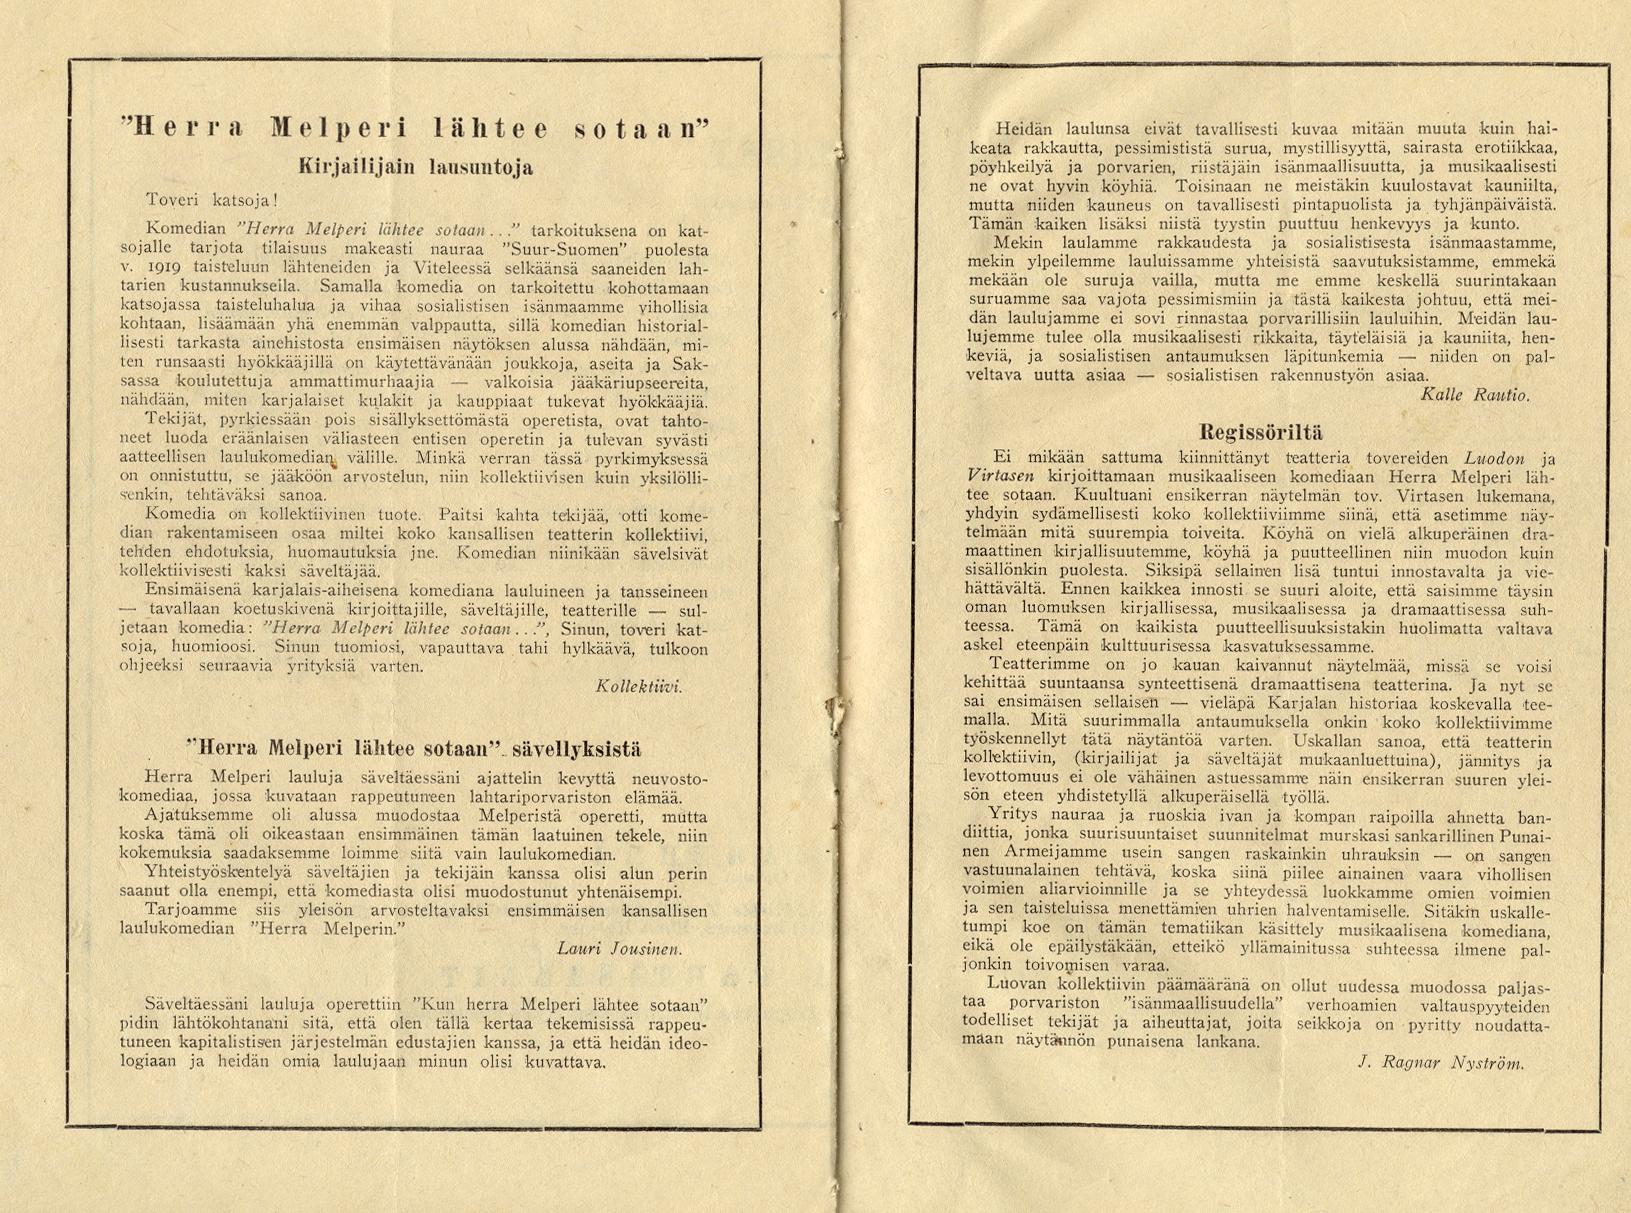 "Herra Melperi lähtee sotaan"
Kirjailijain lausuntoja
Toveri katsoja!
Komedian "Herra Melperi lähtee sotaan..." tarkoituksena on kat-
sojalle tarjota tilaisuus makeasti nauraa "Suur-Suomen" puolesta
v. 1919 taisteluun lähteneiden ja Viteleessä selkäänsä saaneiden lah-
tarien kustannukseila. Samalla komedia on tarkoitettu kohottamaan
katsojassa taisteluhalua ja vihaa sosialistisen isänmaamme vihollisia
kohtaan, lisäämään yhä enemmän valppautta, sillä komedian historial-
lisesti tarkasta ainehistosta ensimäisen näytöksen alussa nähdään, mi-
ten runsaasti hyökkääjillä on käytettävänään joukkoja, aseita ja Sak-
sassa koulutettuja ammattimurhaajia — valkoisia jääkäriupseereita,
nähdään, miten karjalaiset kulakit ja kauppiaat tukevat hyökkääjiä.
Tekijät, pyrkiessään pois sisällyksettömästä operetista, ovat tahto-
neet luoda eräänlaisen väliasteen entisen operetin ja tulevan syvästi
aatteellisen laulukomedian välille. Minkä verran tässä pyrkimyksessä
on onnistuttu, se jääköön arvostelun, niin kollektiivisen kuin yksilölli-
senkin, tehtäväksi sanoa.
Komedia on kollektiivinen tuote. Paitsi kahta tekijää, otti kome-
dian rakentamiseen osaa miltei koko kansallisen teatterin kollektiivi,
tehden ehdotuksia, huomautuksia jne. Komedian niinikään sävelsivät
kollektiivisesti kaksi säveltäjää.
Ensimäisenä karjalais-aiheisena komediana lauluineen ja tansseineen
— tavallaan koetuskivenä kirjoittajille, säveltäjille, teatterille — sul-
jetaan komedia: "Herra Melperi lähtee sotaan...", Sinun, toveri kat-
soja, huomioosi. Sinun tuomiosi, vapauttava tahi hylkäävä, tulkoon
ohjeeksi seuraavia yrityksiä varten.
Kollektiivi.
"Herra Melperi lähtee sotaan" sävellyksistä
Herra Melperi lauluja säveltäessäni ajattelin kevyttä neuvosto-
komediaa, jossa kuvataan rappeutuneen lahtariporvariston elämää.
Ajatuksemme oli alussa muodostaa Melperistä operetti, mutta
koska tämä oli oikeastaan ensimmäinen tämän laatuinen tekele, niin
kokemuksia saadaksemme loimme siitä vain laulukomedian.
Yhteistyöskentelyä säveltäjien ja tekijäin kanssa olisi alun perin
saanut olla enempi, että komediasta olisi muodostunut yhtenäisempi.
Tarjoamme siis yleisön arvosteltavaksi ensimmäisen kansallisen
laulukomedian "Herra Melperin."
Lauri Jousinen.
Säveltäessäni lauluja operettiin "Kun herra Melperi lähtee sotaan"
pidin lähtökohtanani sitä, että olen tällä kertaa tekemisissä rappeu-
tuneen kapitalistisen järjestelmän edustajien kanssa, ja että heidän ideo-
logiaan ja heidän omia laulujaan minun olisi kuvattava.
Heidän laulunsa eivät tavallisesti kuvaa mitään muuta kuin hai-
keata rakkautta, pessimististä surua, mystillisyyttä, sairasta erotiikkaa,
pöyhkeilyä ja porvarien, riistäjäin isänmaallisuutta, ja musikaalisesti
ne ovat hyvin köyhiä. Toisinaan ne meistäkin kuulostavat kauniilta,
mutta niiden kauneus on tavallisesti pintapuolista ja tyhjänpäiväistä.
Tämän kaiken lisäksi niistä tyystin puuttuu henkevyys ja kunto.
Mekin laulamme rakkaudesta ja sosialistisesta isänmaastamme,
mekin ylpeilemme lauluissamme yhteisistä saavutuksistamme, emmekä
mekään ole suruja vailla, mutta me emme keskellä suurintakaan
suruamme saa vajota pessimismiin ja tästä kaikesta johtuu, että mei-
dän laulujamme ei sovi rinnastaa porvarillisiin lauluihin. Meidän lau-
lujemme tulee olla musikaalisesti rikkaita, täyteläisiä ja kauniita, hen-
keviä, ja sosialistisen antaumuksen läpitunkemia — niiden on pal-
veltava uutta asiaa — sosialistisen rakennustyön asiaa.
Kalle Rautio.
Regissöriltä
Ei mikään sattuma kiinnittänyt teatteria tovereiden Luodon ja
Virtasen kirjoittamaan musikaaliseen komediaan Herra Melperi läh-
tee sotaan. Kuultuani ensikerran näytelmän tov. Virtasen lukemana,
yhdyin sydämellisesti koko kollektiiviimme siinä, että asetimme näy-
telmään mitä suurempia toiveita. Köyhä on vielä alkuperäinen dra-
maattinen kirjallisuutemme, köyhä ja puutteellinen niin muodon kuin
sisällönkin puolesta. Siksipä sellainen lisä tuntui innostavalta ja vie-
hättävältä. Ennen kaikkea innosti se suuri aloite, että saisimme täysin
oman luomuksen kirjallisessa, musikaalisessa ja dramaattisessa suh-
teessa. Tämä on kaikista puutteellisuuksistakin huolimatta valtava
askel eteenpäin kulttuurisessa kasvatuksessamme.
Teatterimme on jo kauan kaivannut näytelmää, missä se voisi
kehittää suuntaansa synteettisenä dramaattisena teatterina. Ja nyt se
sai ensimäisen sellaisen — vieläpä Karjalan historiaa koskevalla tee-
malla. Mitä suurimmalla antaumuksella onkin koko kollektiivimme
työskennellyt tätä näytäntöä varten. Uskallan sanoa, että teatterin
kollektiivin, (kirjailijat ja säveltäjät mukaanluettuina), jännitys ja
levottomuus ei ole vähäinen astuessamme näin ensikerran suuren ylei-
sön eteen yhdistetyllä alkuperäisellä työllä.
Yritys nauraa ja ruoskia ivan ja kompan raipoilla ahnetta ban-
diittia, jonka suurisuuntaiset suunnitelmat murskasi sankarillinen Punai-
nen Armeijamme usein sangen raskainkin uhrauksin — on sangen
vastuunalainen tehtävä, koska siinä piilee ainainen vaara vihollisen
voimien aliarvioinnille ja se yhteydessä luokkamme omien voimien
ja sen taisteluissa menettämien uhrien halventamiselle. Sitäkin uskalle-
tumpi koe on tämän tematiikan käsittely musikaalisena komediana,
eikä ole epäilystäkään, etteikö yllämainitussa suhteessa ilmene pal-
jonkin toivomisen varaa.
Luovan kollektiivin päämääränä on ollut uudessa muodossa paljas-
taa porvariston "isänmaallisuudella" verhoamien valtauspyyteiden
todelliset tekijät ja aiheuttajat, joita seikkoja on pyritty noudatta-
maan näytännön punaisena lankana.
J. Ragnar Nyström.